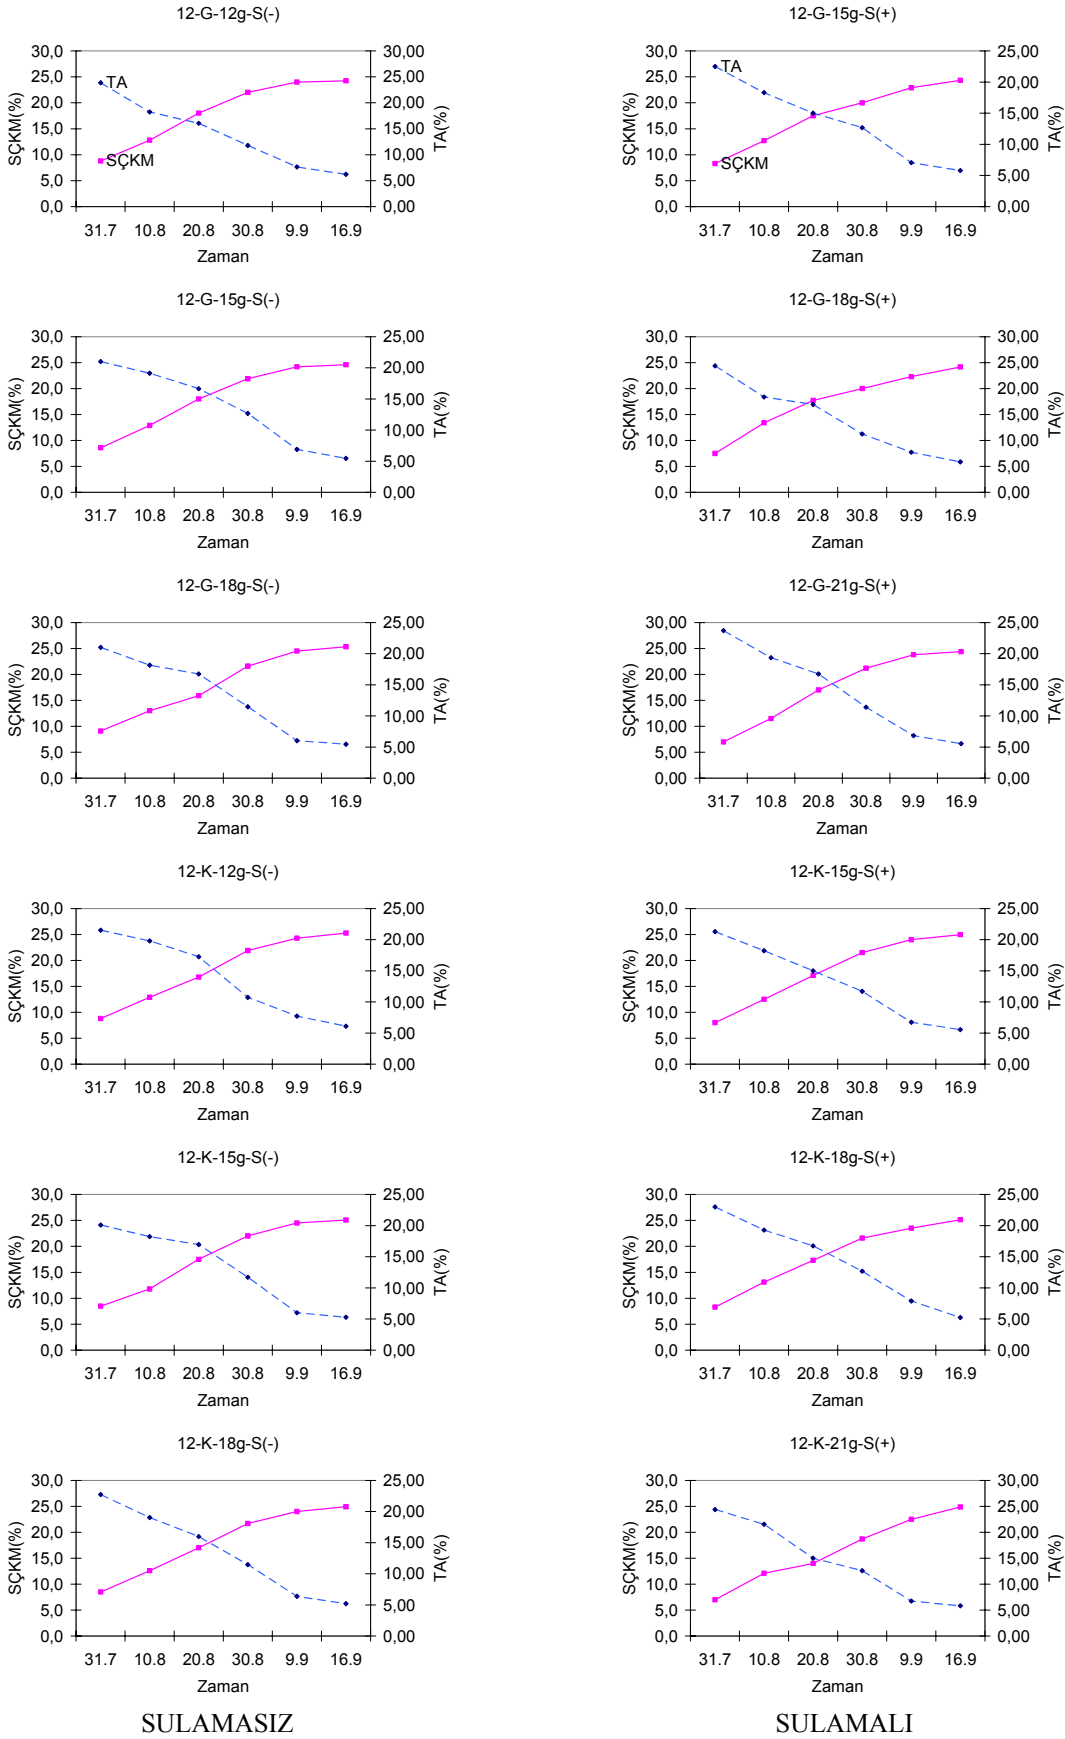 12-G-12g-S(-)
SÇKM(%)
30,0
25,0
20,0
15,0
10,0
5,0
0,0
TA
SÇKM
30,00
25,00
20,00
15,00
10,00
5,00
0,00
TA(%)
31.7 10.8 20.8 30.8 9.9 16.9
Zaman
12-G-15g-S(+)
SÇKM(%)
30,0
25,0
20,0
15,0
10,0
5,0
0,0
TA
SÇKM
25,00
20,00
15,00
10,00
5,00
0,00
TA(%)
31.7 10.8 20.8 30.8 9.9 16.9
Zaman
12-G-15g-S(-)
SÇKM(%)
30,0
25,0
20,0
15,0
10,0
5,0
0,0
25,00
20,00
15,00
10,00
5,00
0,00
TA(%)
31.7 10.8 20.8 30.8 9.9 16.9
Zaman
12-G-18g-S(+)
SÇKM(%)
30,0
25,0
20,0
15,0
10,0
5,0
0,0
30,00
25,00
20,00
15,00
10,00
5,00
0,00
TA(%)
31.7 10.8 20.8 30.8 9.9 16.9
Zaman
12-G-18g-S(-)
SÇKM(%)
30,0
25,0
20,0
15,0
10,0
5,0
0,0
25,00
20,00
15,00
10,00
5,00
0,00
TA(%)
31.7 10.8 20.8 30.8 9.9 16.9
Zaman
12-G-21g-S(+)
SÇKM(%)
30,00
25,00
20,00
15,00
10,00
5,00
0,00
25,00
20,00
15,00
10,00
5,00
0,00
TA(%)
31.7 10.8 20.8 30.8 9.9 16.9
Zaman
12-K-12g-S(-)
SÇKM(%)
30,0
25,0
20,0
15,0
10,0
5,0
0,0
25,00
20,00
15,00
10,00
5,00
0,00
TA(%)
31.7 10.8 20.8 30.8 9.9 16.9
Zaman
12-K-15g-S(+)
SÇKM(%)
30,0
25,0
20,0
15,0
10,0
5,0
0,0
25,00
20,00
15,00
10,00
5,00
0,00
TA(%)
31.7 10.8 20.8 30.8 9.9 16.9
Zaman
12-K-15g-S(-)
SÇKM(%)
30,0
25,0
20,0
15,0
10,0
5,0
0,0
25,00
20,00
15,00
10,00
5,00
0,00
TA(%)
31.7 10.8 20.8 30.8 9.9 16.9
Zaman
12-K-18g-S(+)
SÇKM(%)
30,0
25,0
20,0
15,0
10,0
5,0
0,0
25,00
20,00
15,00
10,00
5,00
0,00
TA(%)
31.7 10.8 20.8 30.8 9.9 16.9
Zaman
12-K-18g-S(-)
SÇKM(%)
30,0
25,0
20,0
15,0
10,0
5,0
0,0
25,00
20,00
15,00
10,00
5,00
0,00
TA(%)
31.7 10.8 20.8 30.8 9.9 16.9
Zaman
12-K-21g-S(+)
SÇKM(%)
30,0
25,0
20,0
15,0
10,0
5,0
0,0
30,00
25,00
20,00
15,00
10,00
5,00
0,00
TA(%)
31.7 10.8 20.8 30.8 9.9 16.9
Zaman
SULAMASIZ
SULAMALI